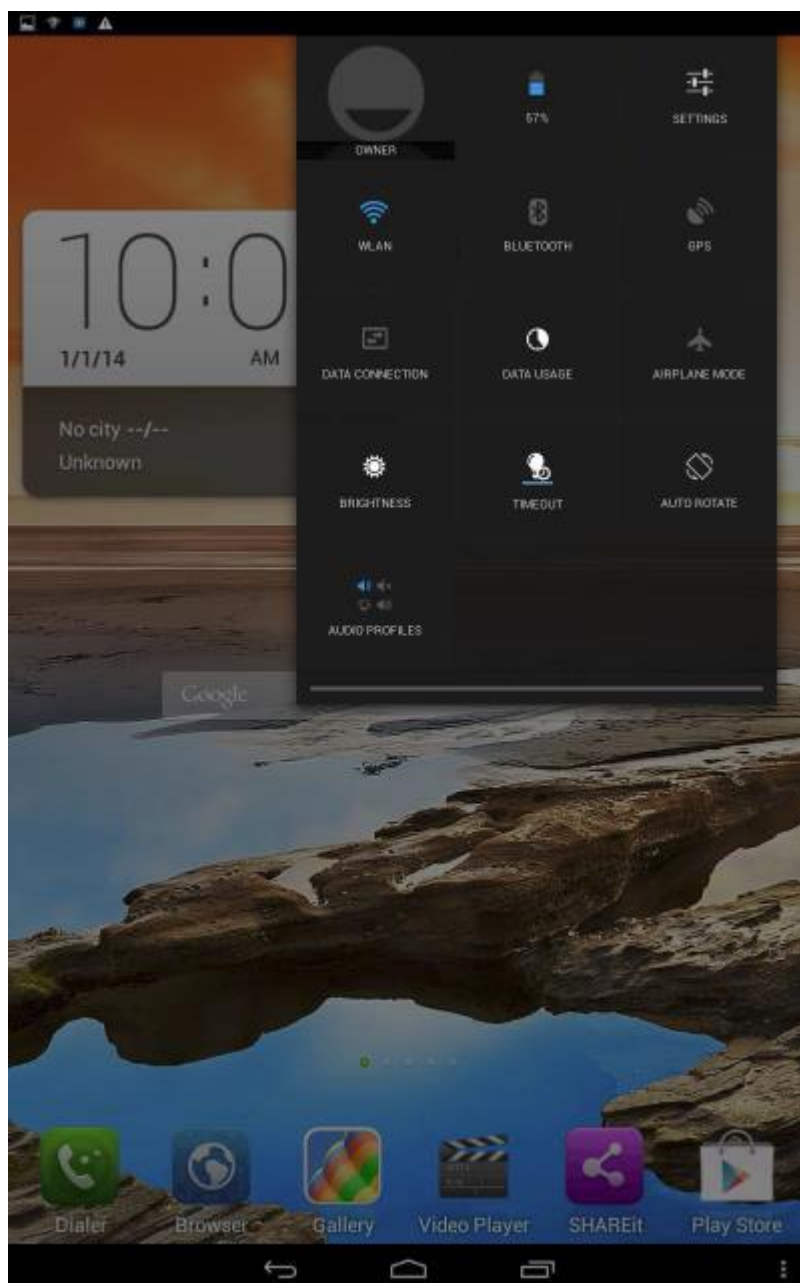 OWNER
67%
SETTINGS
WLAN
BLUETOOTH
GPS
DATA CONNECTION
DATA USAGE
AIRPLANE MODE
BRIGHTNESS
TIMEOUT
AUTO ROTATE
AUDIO PROFILES
10:0
1/1/14 AM
No city --/--
Unknown
Google
Dialer
Browser
Gallery
Video Player
SHAREit
Play Store